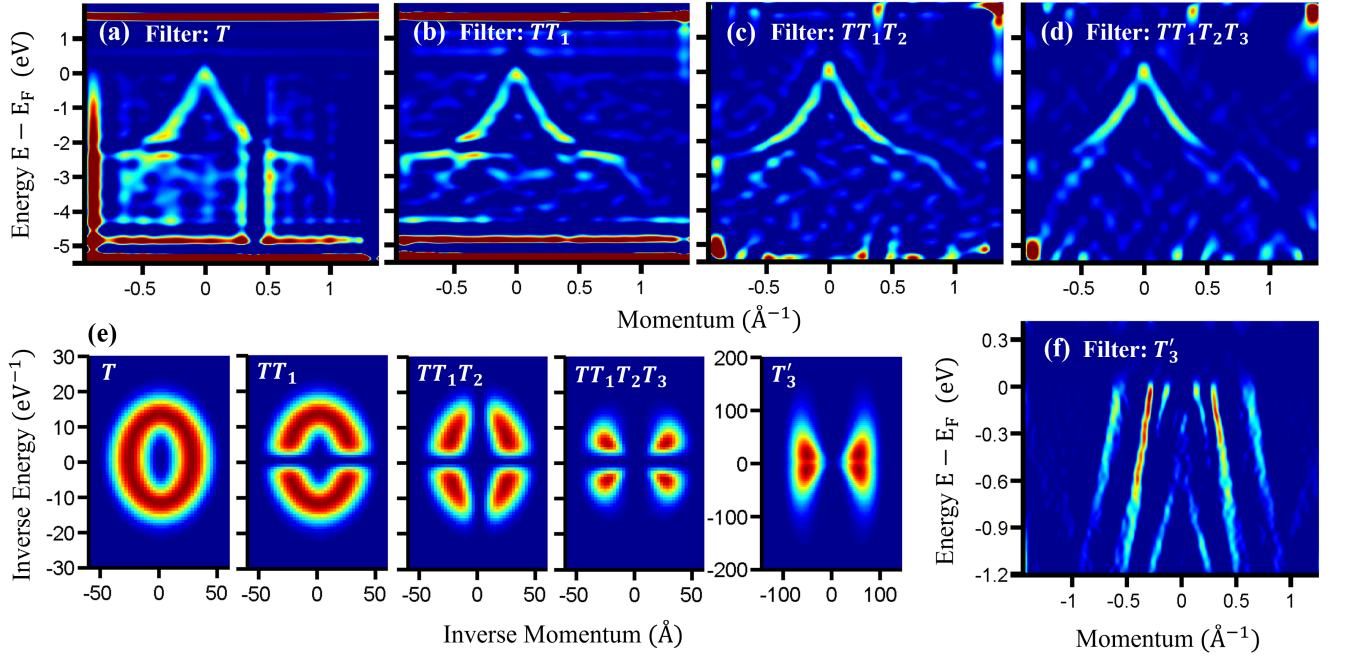 (a) Filter: T
(b) Filter: TT₁
(c) Filter: TT₁T₂
(d) Filter: TT₁T₂T₃
Energy E − E_F (eV)
1
0
-1
-2
-3
-4
-5
-0.5 0 0.5 1
-0.5 0 0.5 1
-0.5 0 0.5 1
-0.5 0 0.5 1
Momentum (Å⁻¹)
(e)
T
TT₁
TT₁T₂
TT₁T₂T₃
T₃′
Inverse Energy (eV⁻¹)
30
20
10
0
-10
-20
-30
200
100
0
-100
-200
-50 0 50
-50 0 50
-50 0 50
-50 0 50
-100 0 100
Inverse Momentum (Å)
(f) Filter: T₃′
Energy E − E_F (eV)
0.3
0
-0.3
-0.6
-0.9
-1.2
-1 -0.5 0 0.5 1
Momentum (Å⁻¹)